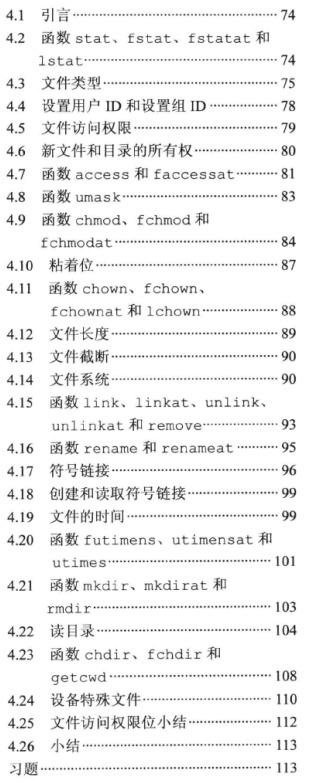 4.1 引言 74
4.2 函数 stat、fstat、fstatat 和
lstat 74
4.3 文件类型 75
4.4 设置用户 ID 和设置组 ID 78
4.5 文件访问权限 79
4.6 新文件和目录的所有权 80
4.7 函数 access 和 faccessat 81
4.8 函数 umask 83
4.9 函数 chmod、fchmod 和
fchmodat 84
4.10 粘着位 87
4.11 函数 chown、fchown、
fchownat 和 lchown 88
4.12 文件长度 89
4.13 文件截断 90
4.14 文件系统 90
4.15 函数 link、linkat、unlink、
unlinkat 和 remove 93
4.16 函数 rename 和 renameat 95
4.17 符号链接 96
4.18 创建和读取符号链接 99
4.19 文件的时间 99
4.20 函数 futimens、utimensat 和
utimes 101
4.21 函数 mkdir、mkdirat 和
rmdir 103
4.22 读目录 104
4.23 函数 chdir、fchdir 和
getcwd 108
4.24 设备特殊文件 110
4.25 文件访问权限位小结 112
4.26 小结 113
习题 113